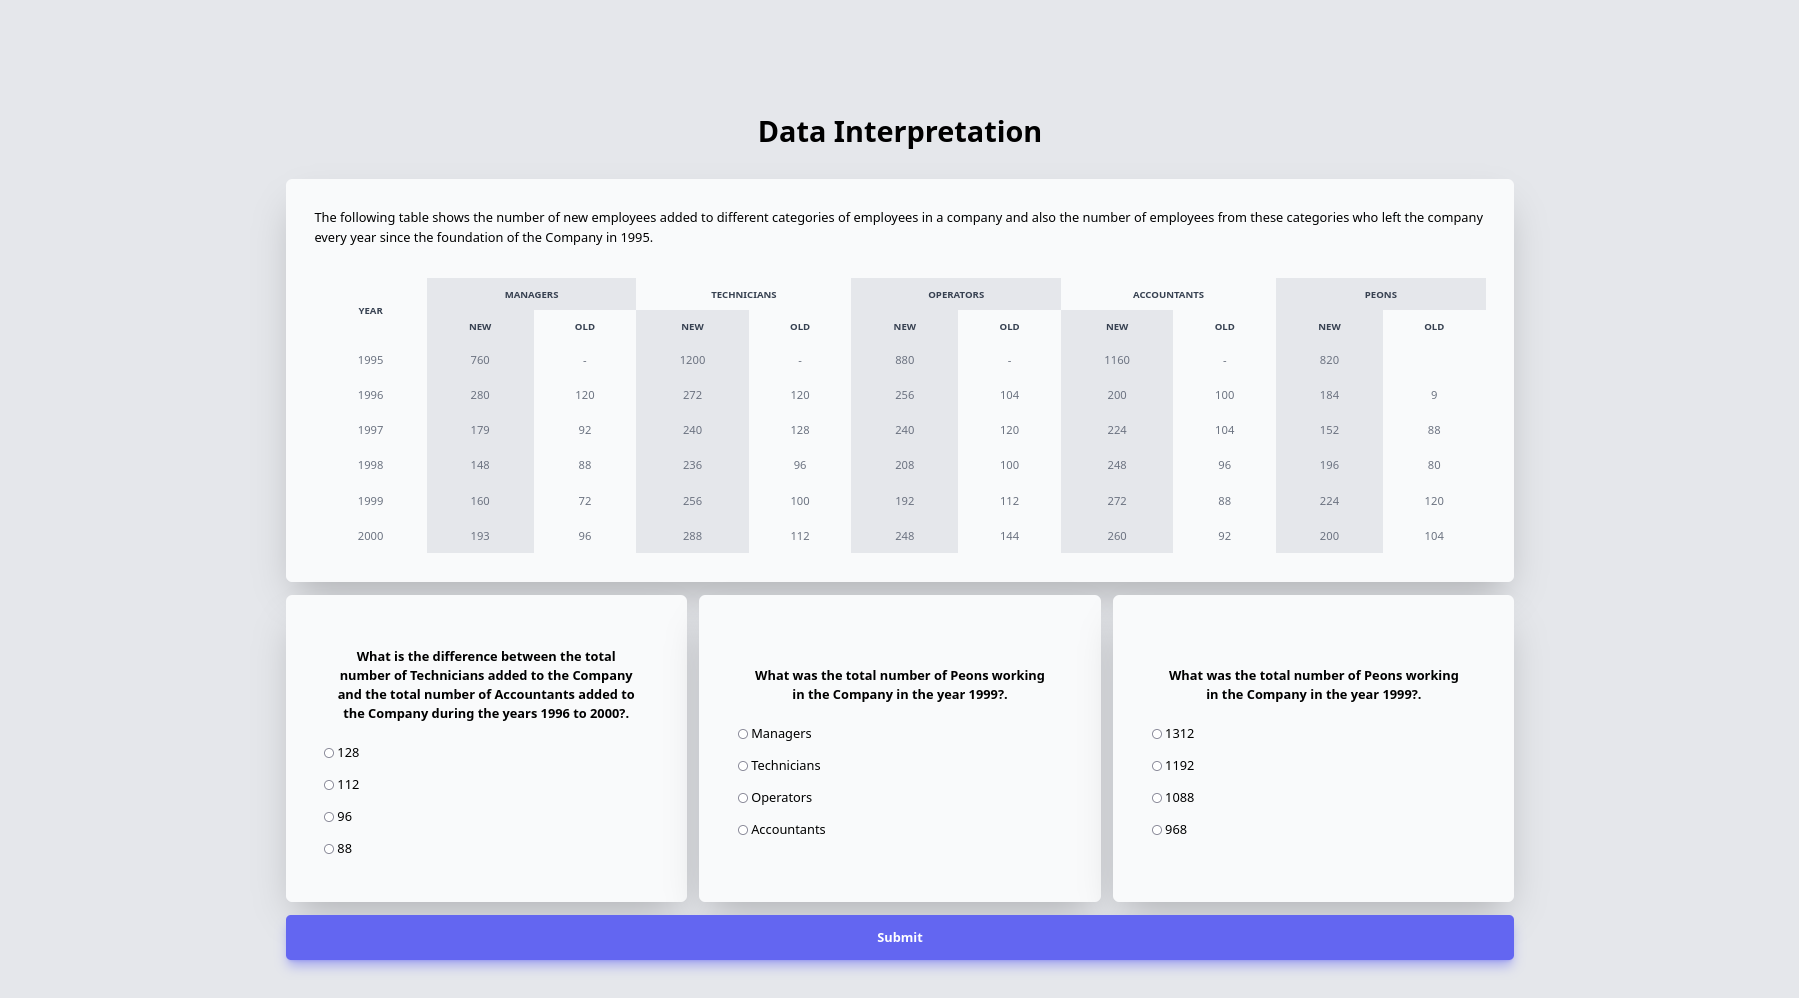 Data Interpretation
The following table shows the number of new employees added to different categories of employees in a company and also the number of employees from these categories who left the company
every year since the foundation of the Company in 1995.
YEAR MANAGERS TECHNICIANS OPERATORS ACCOUNTANTS PEONS
NEW OLD NEW OLD NEW OLD NEW OLD NEW OLD
1995 760 - 1200 - 880 - 1160 - 820
1996 280 120 272 120 256 104 200 100 184 9
1997 179 92 240 128 240 120 224 104 152 88
1998 148 88 236 96 208 100 248 96 196 80
1999 160 72 256 100 192 112 272 88 224 120
2000 193 96 288 112 248 144 260 92 200 104
What is the difference between the total
number of Technicians added to the Company
and the total number of Accountants added to
the Company during the years 1996 to 2000?.
128
112
96
88
What was the total number of Peons working
in the Company in the year 1999?.
Managers
Technicians
Operators
Accountants
What was the total number of Peons working
in the Company in the year 1999?.
1312
1192
1088
968
Submit